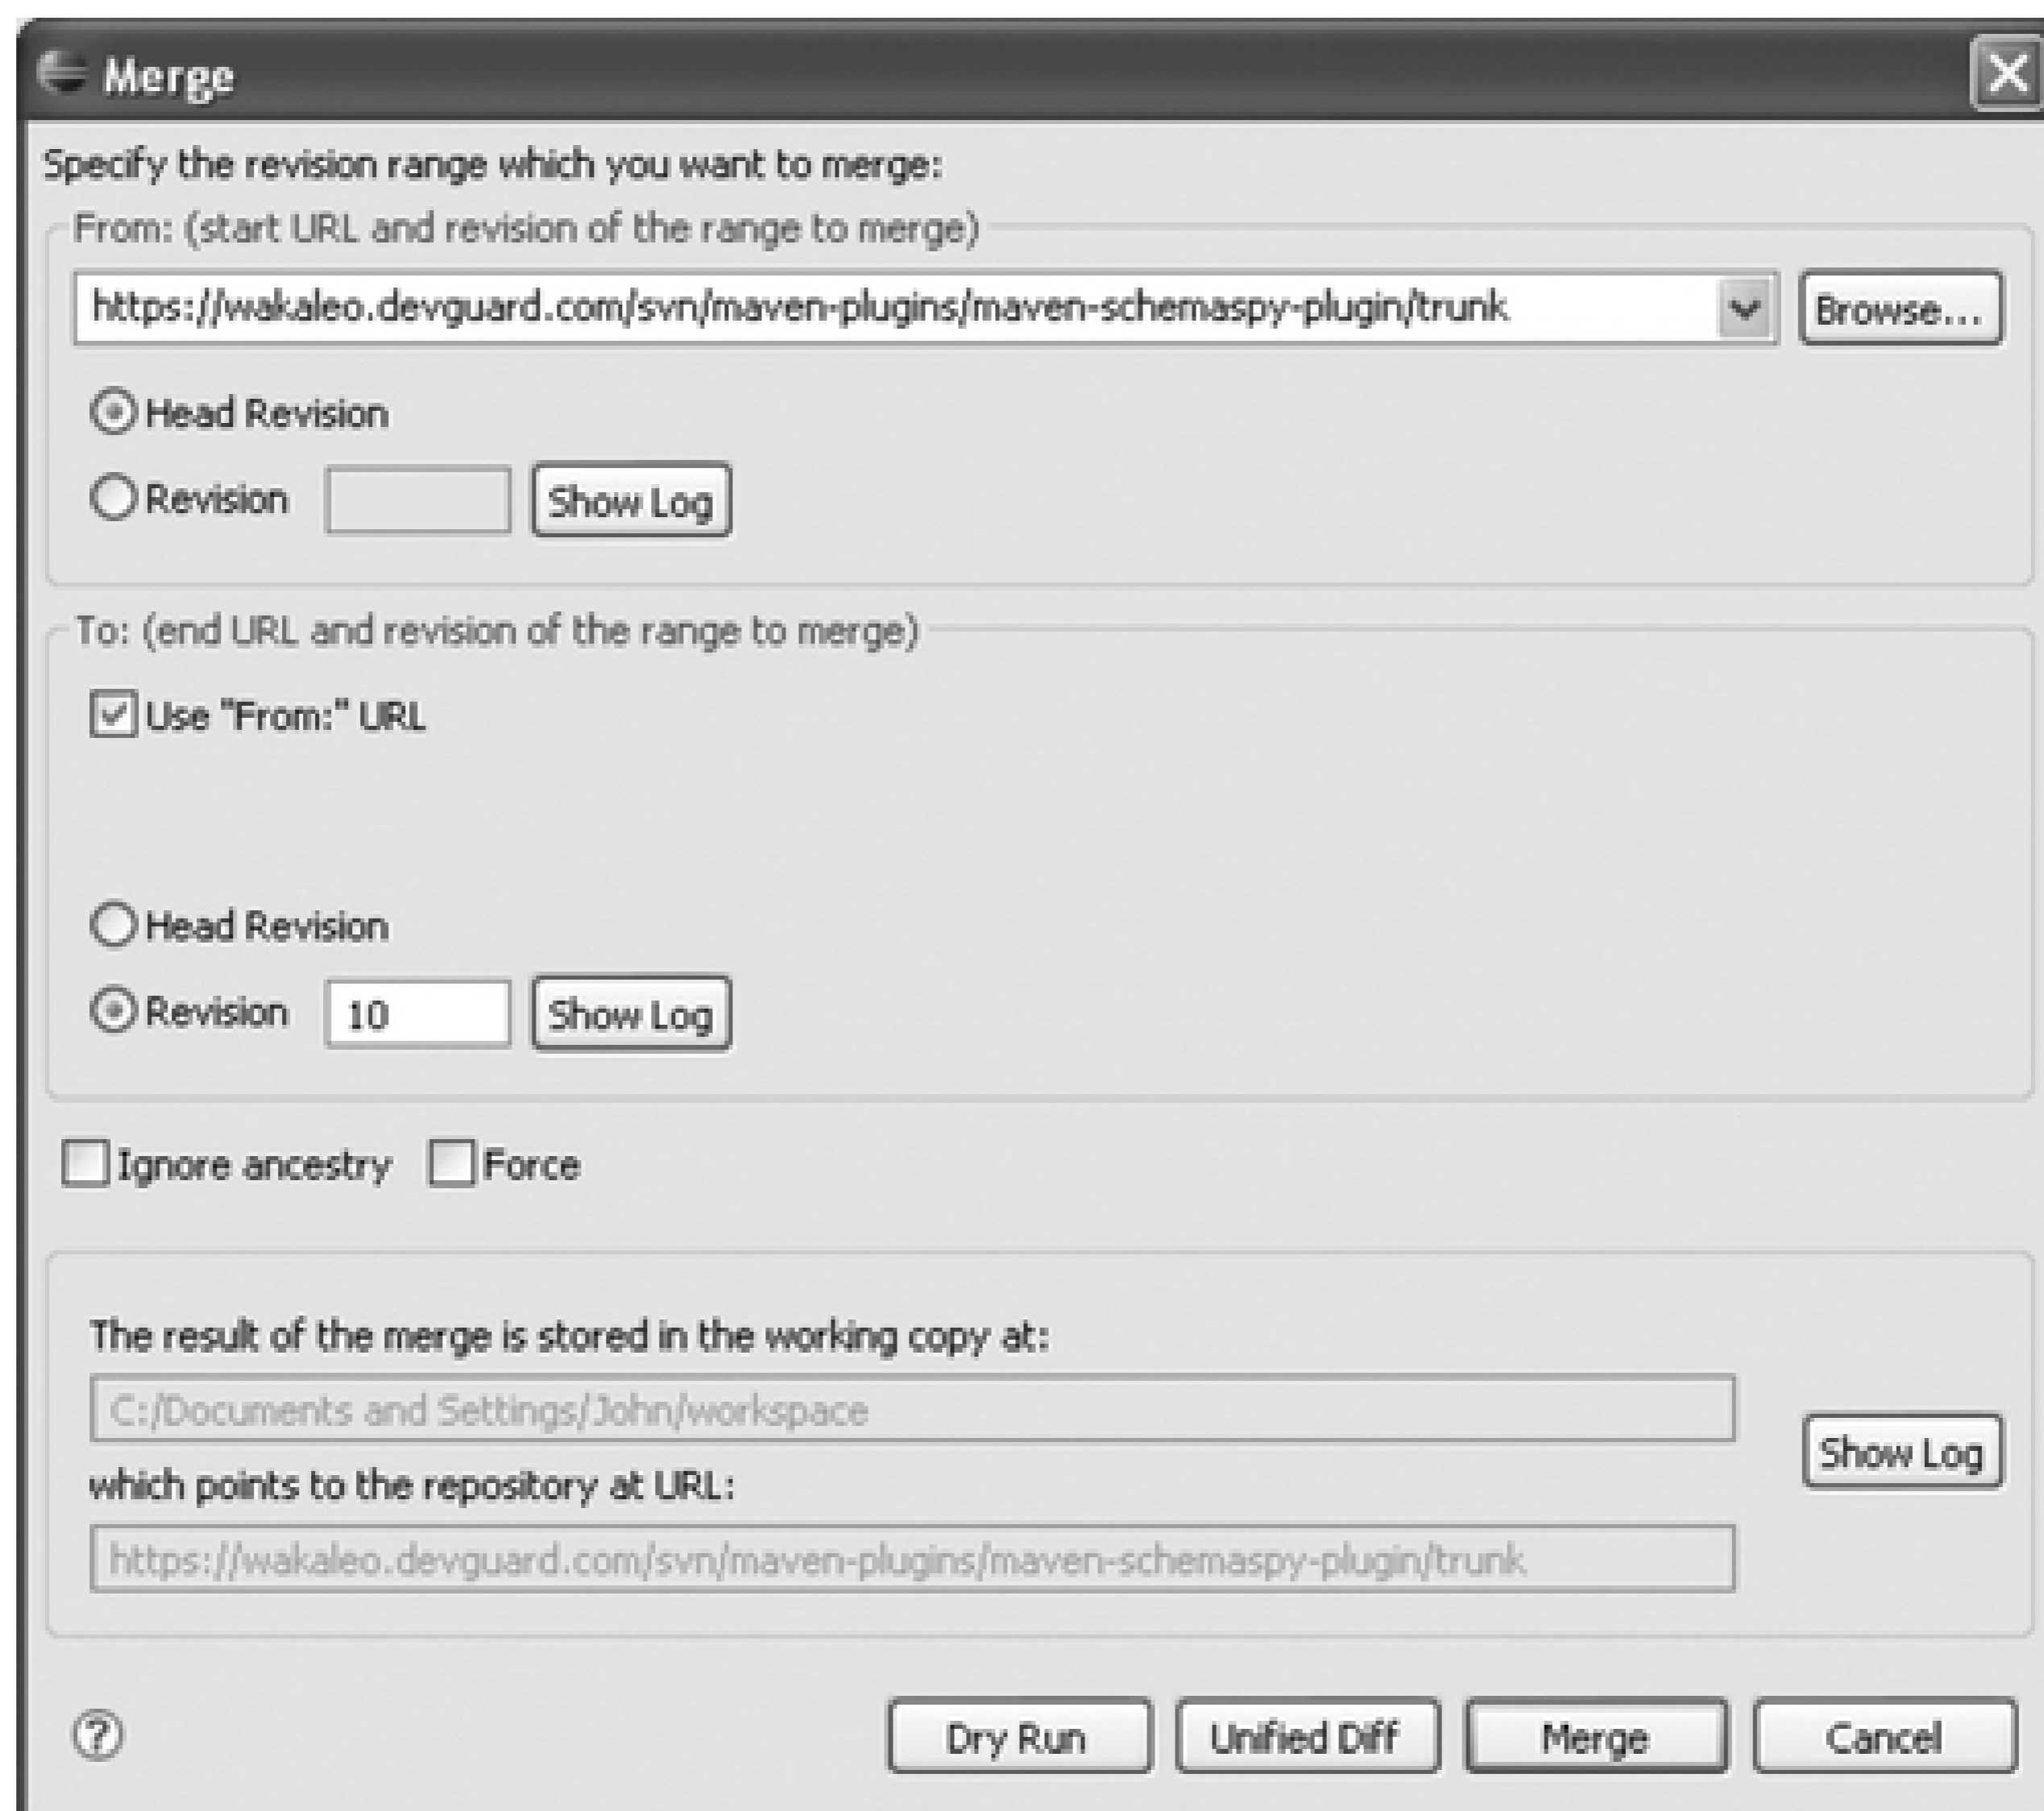 Merge
Specify the revision range which you want to merge:
From: (start URL and revision of the range to merge)
https://wakaleo.devguard.com/svn/maven-plugins/maven-schemaspy-plugin/trunk Browse...
Head Revision
Revision Show Log
To: (end URL and revision of the range to merge)
Use "From:" URL
Head Revision
Revision 10 Show Log
Ignore ancestry Force
The result of the merge is stored in the working copy at:
C:/Documents and Settings/John/workspace
Show Log
which points to the repository at URL:
https://wakaleo.devguard.com/svn/maven-plugins/maven-schemaspy-plugin/trunk
? Dry Run Unified Diff Merge Cancel